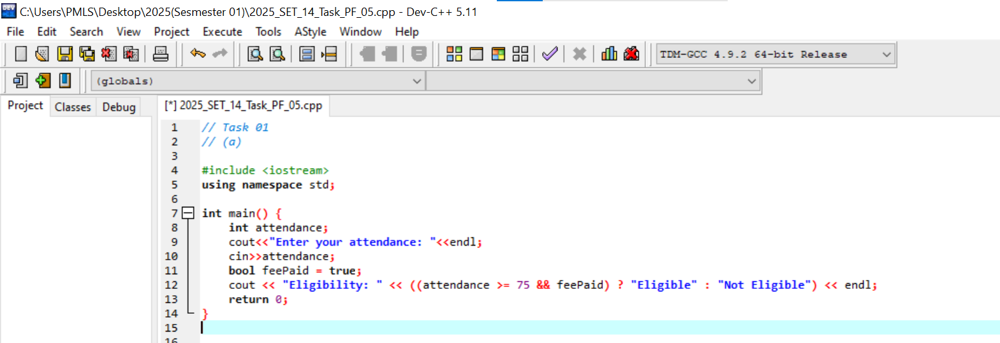 C:\Users\PMLS\Desktop\2025(Sesmester 01)\2025_SET_14_Task_PF_05.cpp - Dev-C++ 5.11
File Edit Search View Project Execute Tools AStyle Window Help
TDM-GCC 4.9.2 64-bit Release
(globals)
Project Classes Debug [*] 2025_SET_14_Task_PF_05.cpp
1 // Task 01
2 // (a)
3
4 #include <iostream>
5 using namespace std;
6
7 int main() {
8 int attendance;
9 cout<<"Enter your attendance: "<<endl;
10 cin>>attendance;
11 bool feePaid = true;
12 cout << "Eligibility: " << ((attendance >= 75 && feePaid) ? "Eligible" : "Not Eligible") << endl;
13 return 0;
14 }
15
16